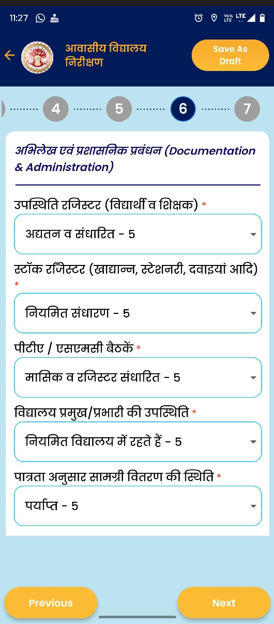 11:27
LTE
आवासीय विद्यालय
निरीक्षण
Save As
Draft
4 5 6 7
अभिलेख एवं प्रशासनिक प्रबंधन (Documentation
& Administration)
उपस्थिति रजिस्टर (विद्यार्थी व शिक्षक) *
अद्यतन व संधारित - 5
स्टॉक रजिस्टर (खाद्यान्न, स्टेशनरी, दवाइयां आदि)
*
नियमित संधारण - 5
पीटीए / एसएमसी बैठकें *
मासिक व रजिस्टर संधारित - 5
विद्यालय प्रमुख/प्रभारी की उपस्थिति *
नियमित विद्यालय में रहते हैं - 5
पात्रता अनुसार सामग्री वितरण की स्थिति *
पर्याप्त - 5
Previous Next